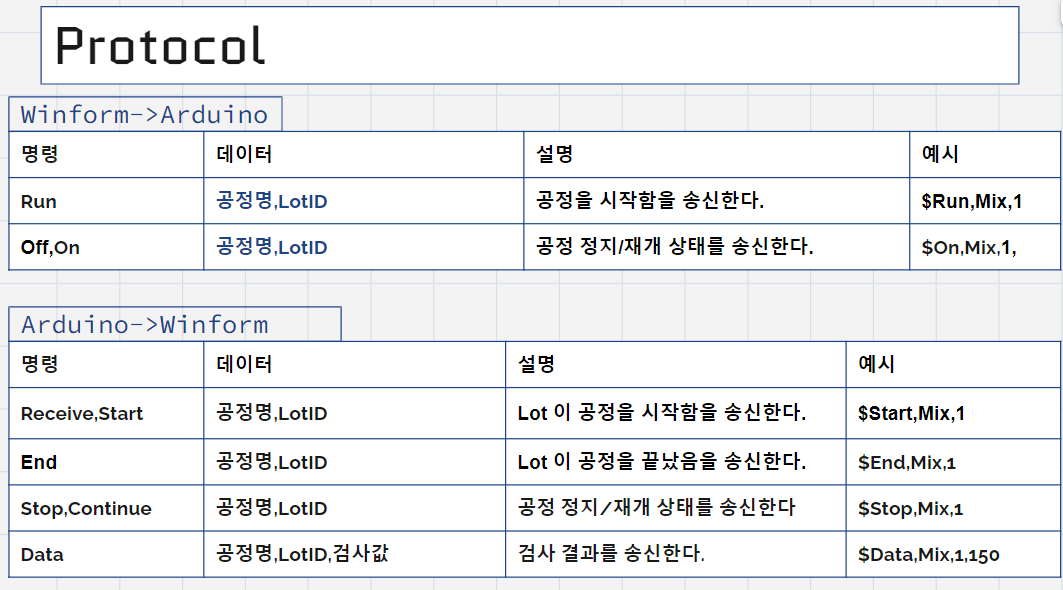 Protocol
Winform->Arduino
명령 데이터 설명 예시
Run 공정명,LotID 공정을 시작함을 송신한다. $Run,Mix,1
Off,On 공정명,LotID 공정 정지/재개 상태를 송신한다. $On,Mix,1,
Arduino->Winform
명령 데이터 설명 예시
Receive,Start 공정명,LotID Lot 이 공정을 시작함을 송신한다. $Start,Mix,1
End 공정명,LotID Lot 이 공정을 끝났음을 송신한다. $End,Mix,1
Stop,Continue 공정명,LotID 공정 정지/재개 상태를 송신한다 $Stop,Mix,1
Data 공정명,LotID,검사값 검사 결과를 송신한다. $Data,Mix,1,150